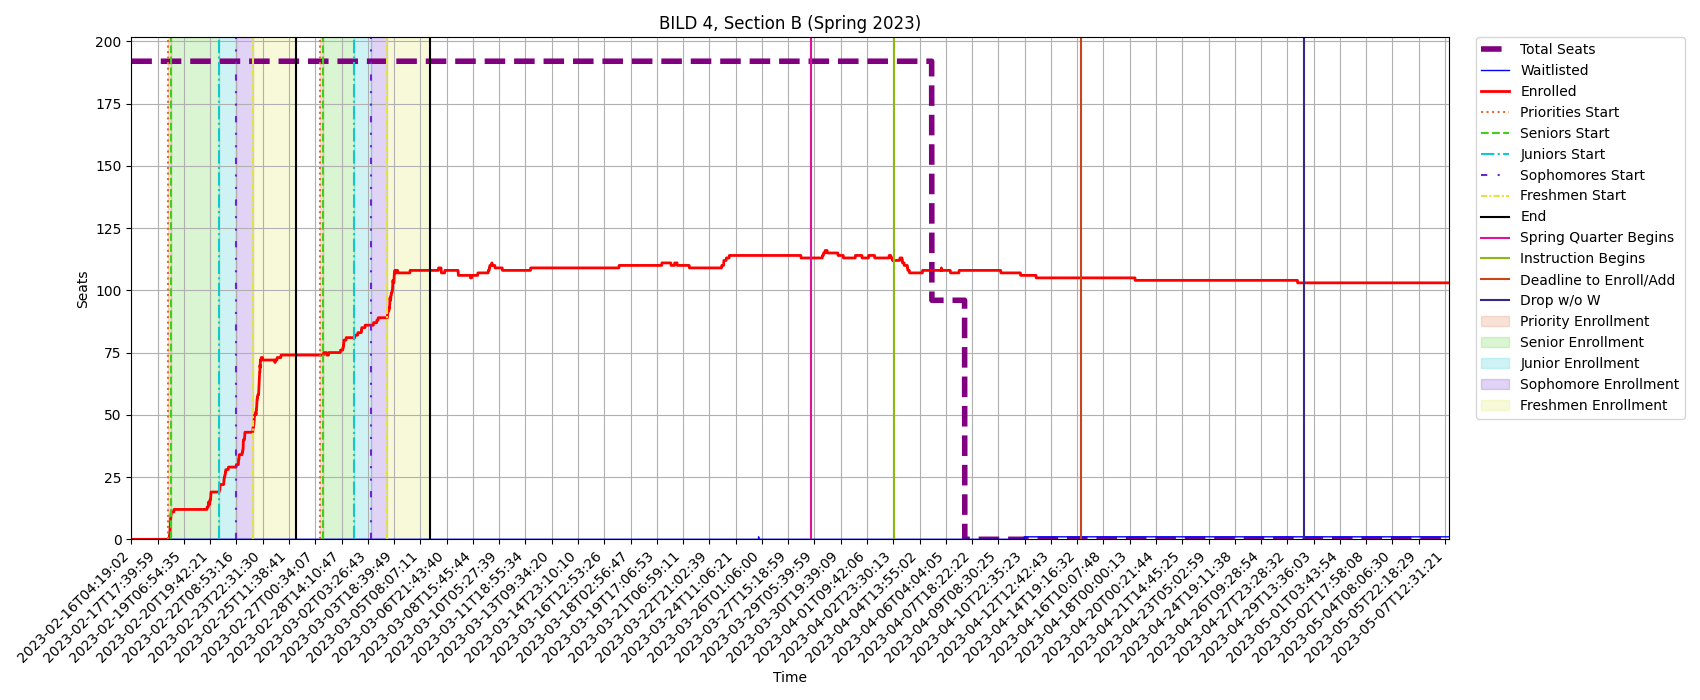 BILD 4, Section B (Spring 2023)
200
175
150
125
100
75
50
25
0
Seats
2023-02-16T04:19:02
2023-02-17T17:39:59
2023-02-19T06:54:35
2023-02-20T19:42:21
2023-02-22T08:53:16
2023-02-23T22:31:30
2023-02-25T11:38:41
2023-02-27T00:34:07
2023-02-28T14:10:47
2023-03-02T03:26:43
2023-03-03T18:39:49
2023-03-05T08:07:11
2023-03-06T21:43:40
2023-03-08T15:45:44
2023-03-10T05:27:39
2023-03-11T18:55:34
2023-03-13T09:34:20
2023-03-14T23:10:10
2023-03-16T12:53:26
2023-03-18T02:56:47
2023-03-19T17:06:53
2023-03-21T06:59:11
2023-03-22T21:02:39
2023-03-24T11:06:21
2023-03-26T01:06:00
2023-03-27T15:18:59
2023-03-29T05:39:59
2023-03-30T19:39:09
2023-04-01T09:42:06
2023-04-02T23:30:13
2023-04-04T13:55:02
2023-04-06T04:04:05
2023-04-07T18:22:22
2023-04-09T08:30:25
2023-04-10T22:35:23
2023-04-12T12:42:43
2023-04-14T19:16:32
2023-04-16T10:07:48
2023-04-18T00:00:13
2023-04-20T00:21:44
2023-04-21T14:45:25
2023-04-23T05:02:59
2023-04-24T19:11:38
2023-04-26T09:28:54
2023-04-27T23:28:32
2023-04-29T13:36:03
2023-05-01T03:43:54
2023-05-02T17:58:08
2023-05-04T08:06:30
2023-05-05T22:18:29
2023-05-07T12:31:21
Time
Total Seats
Waitlisted
Enrolled
Priorities Start
Seniors Start
Juniors Start
Sophomores Start
Freshmen Start
End
Spring Quarter Begins
Instruction Begins
Deadline to Enroll/Add
Drop w/o W
Priority Enrollment
Senior Enrollment
Junior Enrollment
Sophomore Enrollment
Freshmen Enrollment